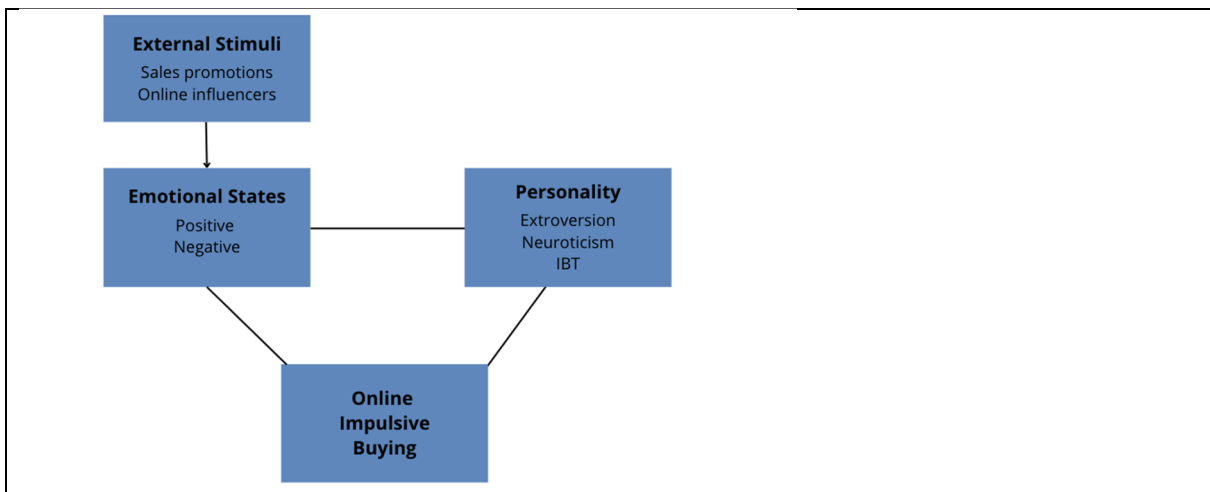 External Stimuli
Sales promotions
Online influencers
Emotional States
Positive
Negative
Personality
Extroversion
Neuroticism
IBT
Online
Impulsive
Buying